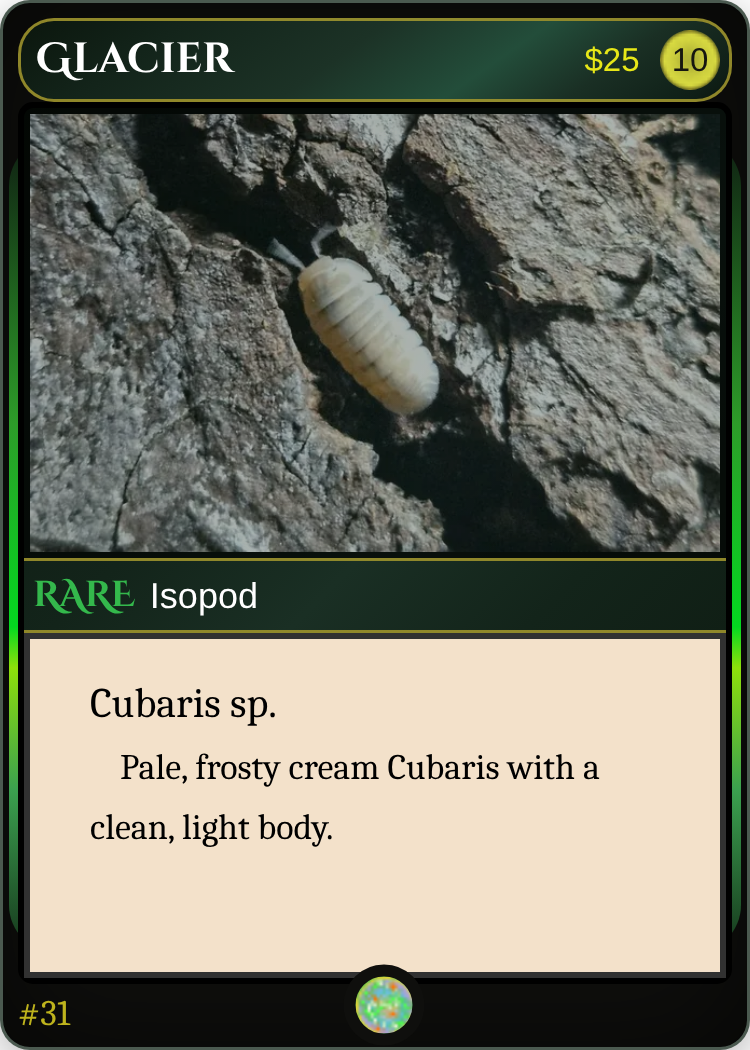 Glacier $25 10
RARE Isopod
Cubaris sp.
Pale, frosty cream Cubaris with a
clean, light body.
#31